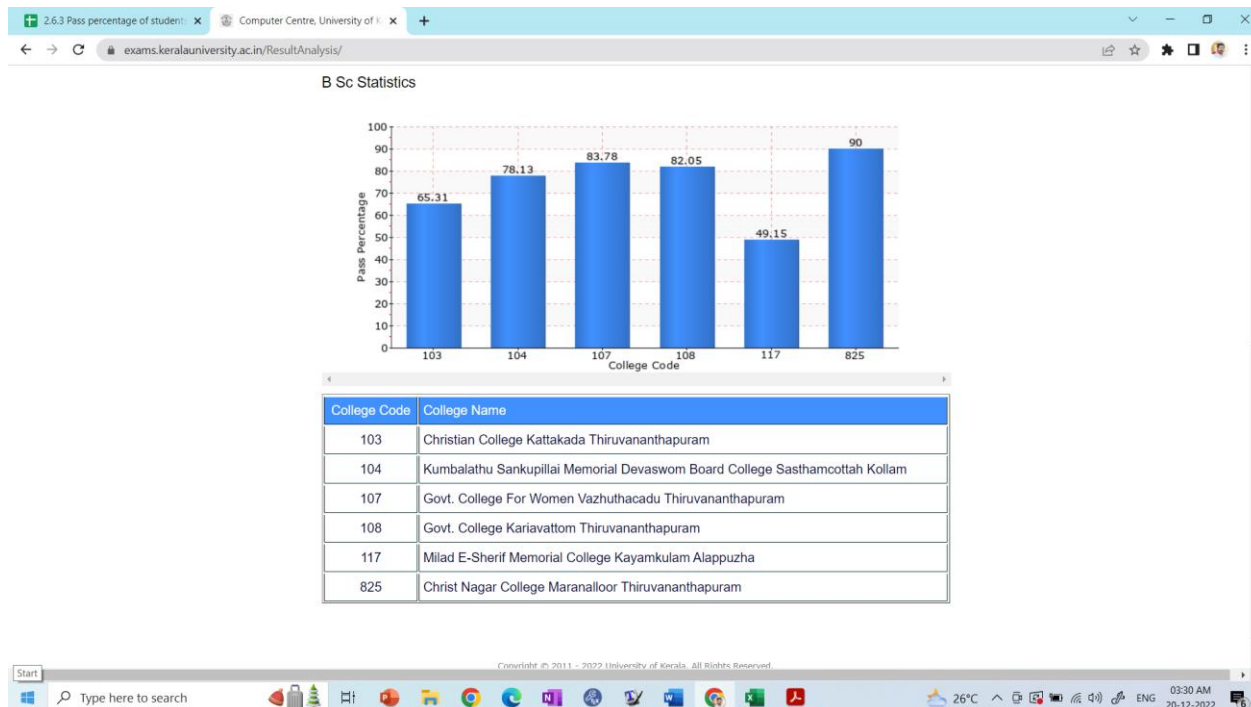 2.6.3 Pass percentage of student
Computer Centre, University of K
exams.keralauniversity.ac.in/ResultAnalysis/
B Sc Statistics
100
90
80
70
60
50
40
30
20
10
0
Pass Percentage
65.31
78.13
83.78
82.05
49.15
90
103 104 107 108 117 825
College Code
College Code College Name
103 Christian College Kattakada Thiruvananthapuram
104 Kumbalathu Sankupillai Memorial Devaswom Board College Sasthamcottah Kollam
107 Govt. College For Women Vazhuthacadu Thiruvananthapuram
108 Govt. College Kariavattom Thiruvananthapuram
117 Milad E-Sherif Memorial College Kayamkulam Alappuzha
825 Christ Nagar College Maranalloor Thiruvananthapuram
Copyright © 2011 - 2022 University of Kerala. All Rights Reserved.
Start
Type here to search
26°C
ENG
03:30 AM
20-12-2022
6